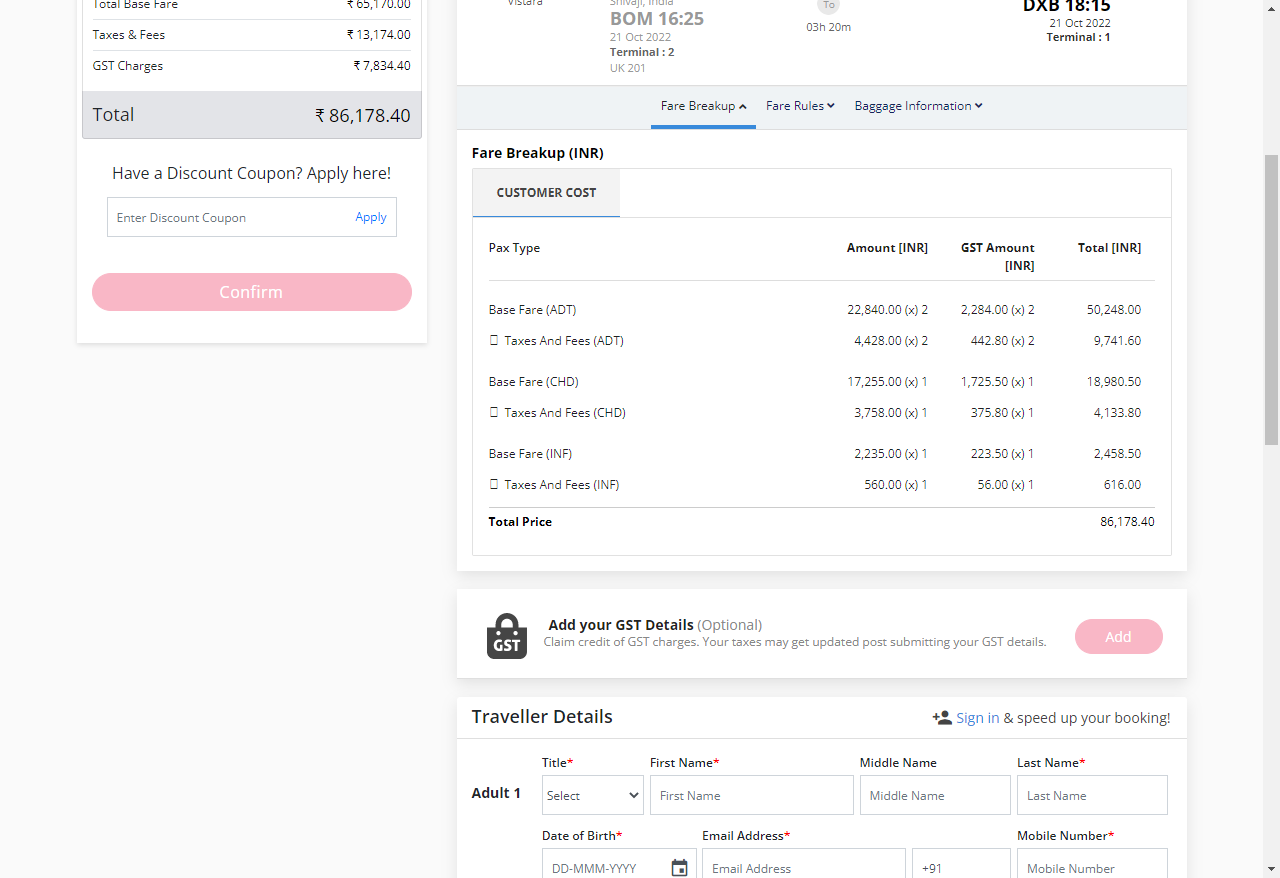 Total Base Fare ₹ 65,170.00
Taxes & Fees ₹ 13,174.00
GST Charges ₹ 7,834.40
Total ₹ 86,178.40
Have a Discount Coupon? Apply here!
Enter Discount Coupon Apply
Confirm
Vistara
Shivaji, India
BOM 16:25
21 Oct 2022
Terminal : 2
UK 201
To
03h 20m
DXB 18:15
21 Oct 2022
Terminal : 1
Fare Breakup Fare Rules Baggage Information
Fare Breakup (INR)
CUSTOMER COST
Pax Type Amount [INR] GST Amount [INR] Total [INR]
Base Fare (ADT) 22,840.00 (x) 2 2,284.00 (x) 2 50,248.00
Taxes And Fees (ADT) 4,428.00 (x) 2 442.80 (x) 2 9,741.60
Base Fare (CHD) 17,255.00 (x) 1 1,725.50 (x) 1 18,980.50
Taxes And Fees (CHD) 3,758.00 (x) 1 375.80 (x) 1 4,133.80
Base Fare (INF) 2,235.00 (x) 1 223.50 (x) 1 2,458.50
Taxes And Fees (INF) 560.00 (x) 1 56.00 (x) 1 616.00
Total Price 86,178.40
GST
Add your GST Details (Optional)
Claim credit of GST charges. Your taxes may get updated post submitting your GST details.
Add
Traveller Details Sign in & speed up your booking!
Title* First Name* Middle Name Last Name*
Adult 1 Select First Name Middle Name Last Name
Date of Birth* Email Address* Mobile Number*
DD-MMM-YYYY Email Address +91 Mobile Number